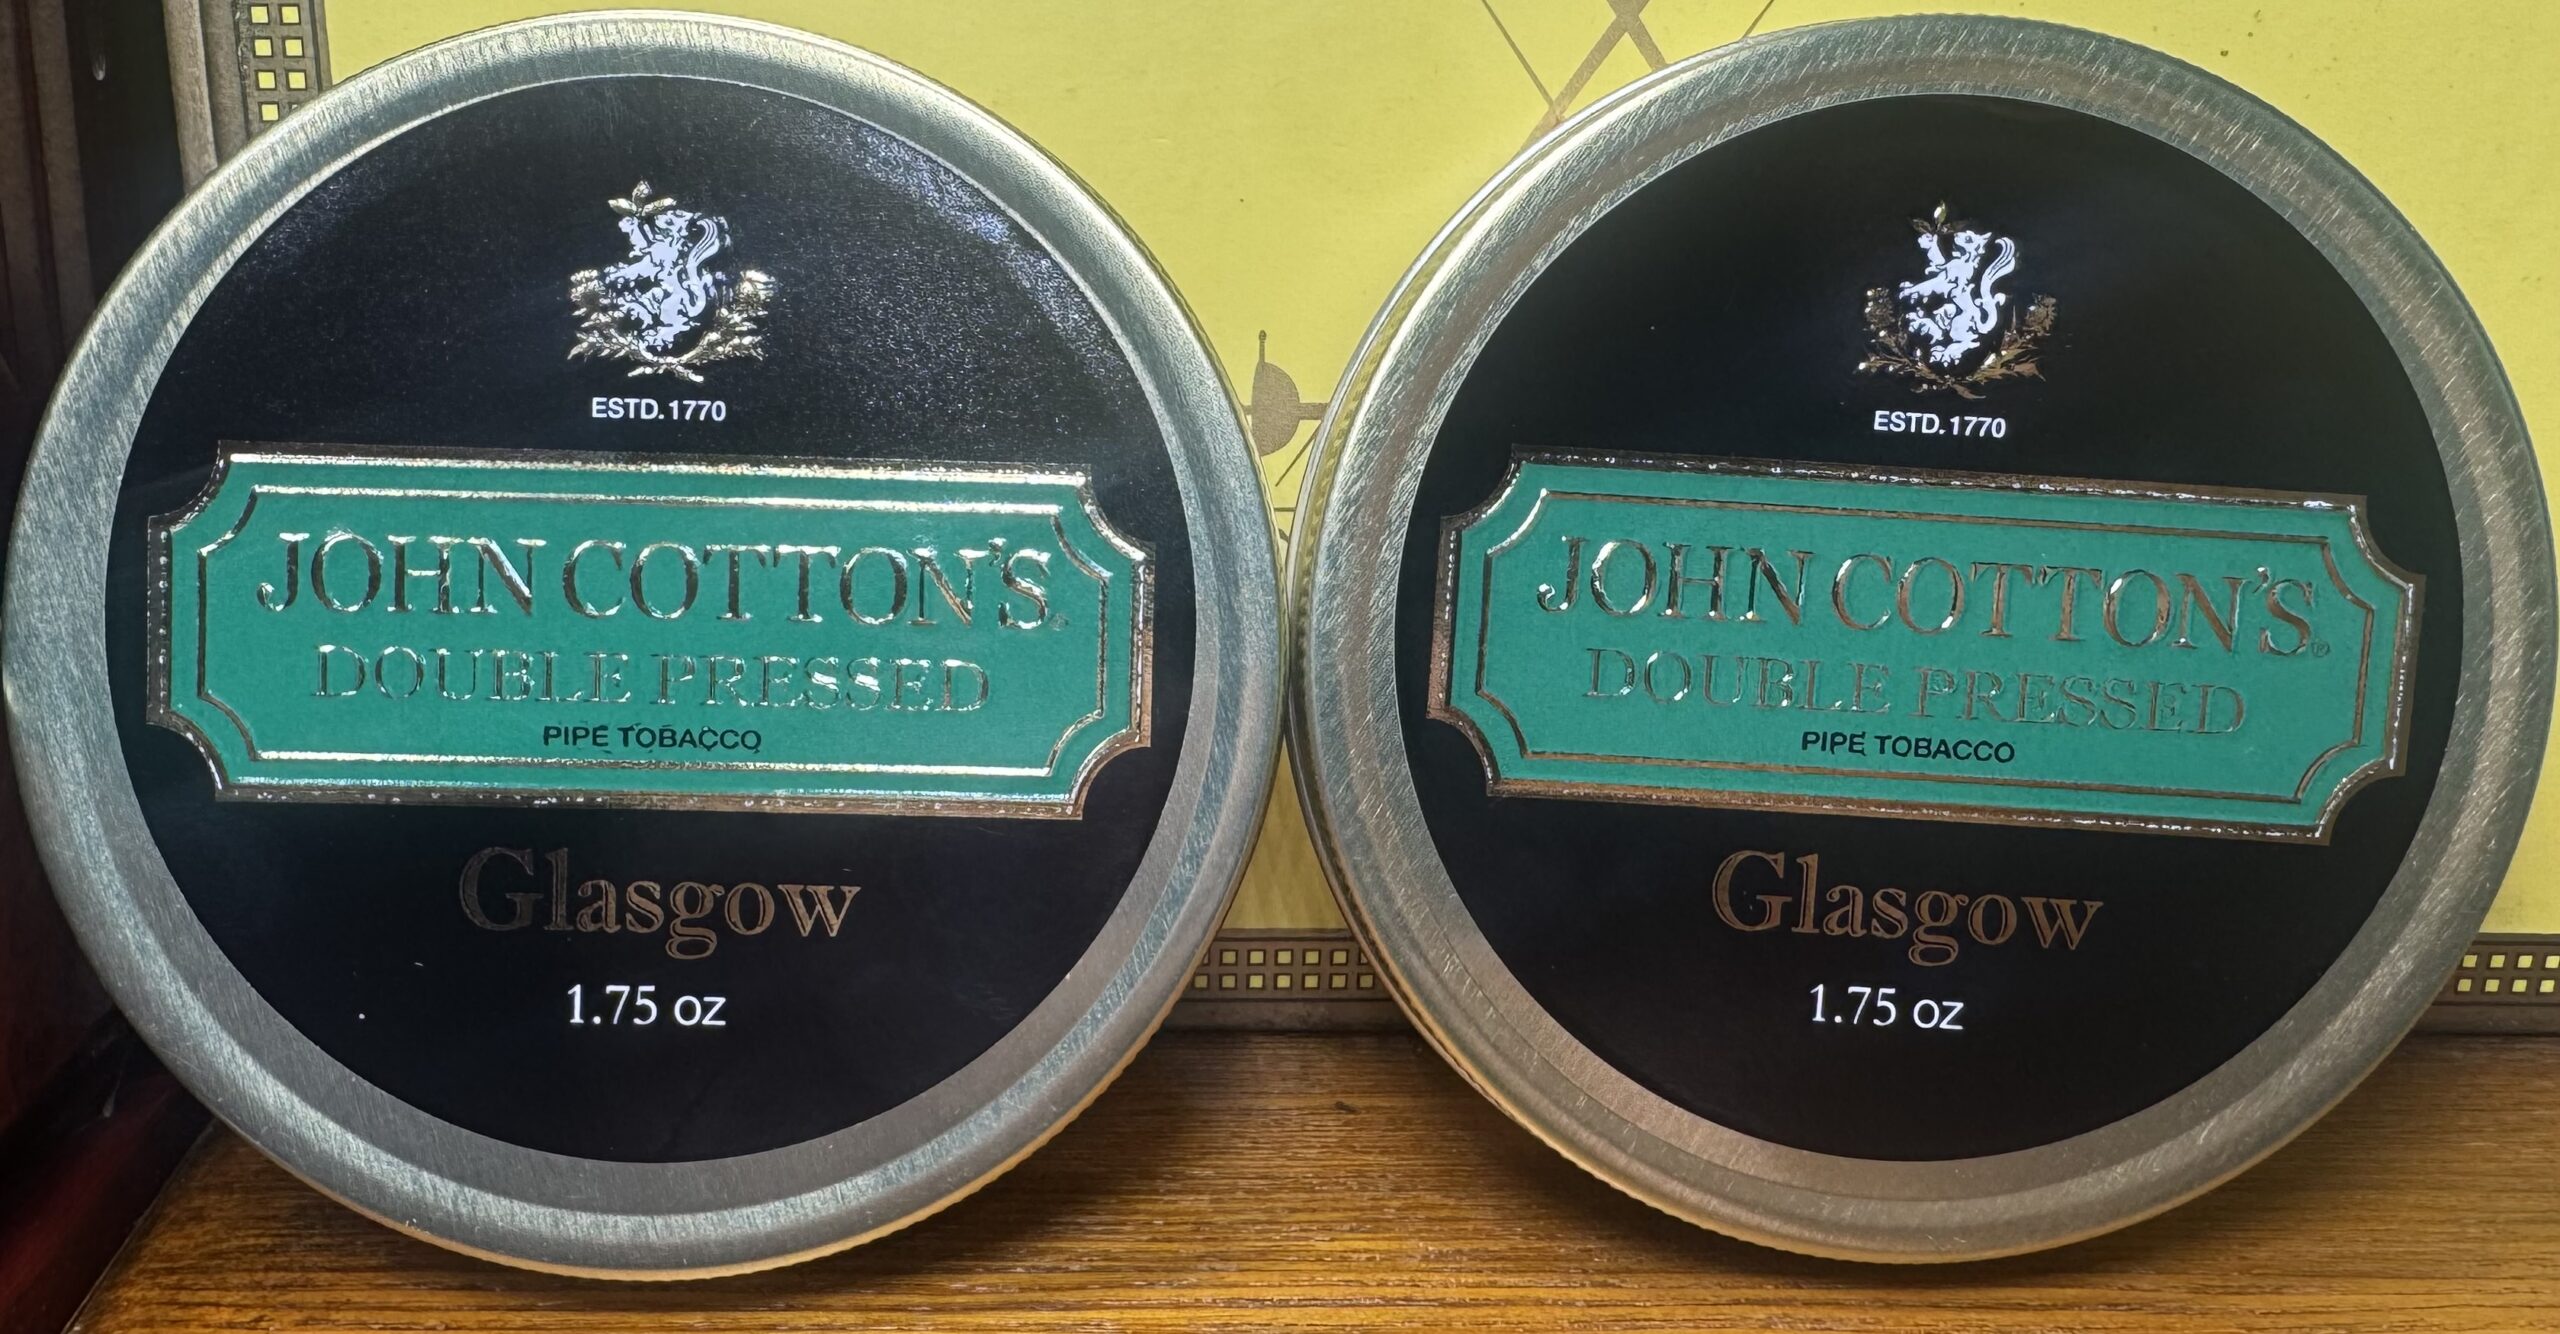 ESTD. 1770
JOHN COTTON'S®
DOUBLE PRESSED
PIPE TOBACCO
Glasgow
1.75 oz
ESTD. 1770
JOHN COTTON'S®
DOUBLE PRESSED
PIPE TOBACCO
Glasgow
1.75 oz